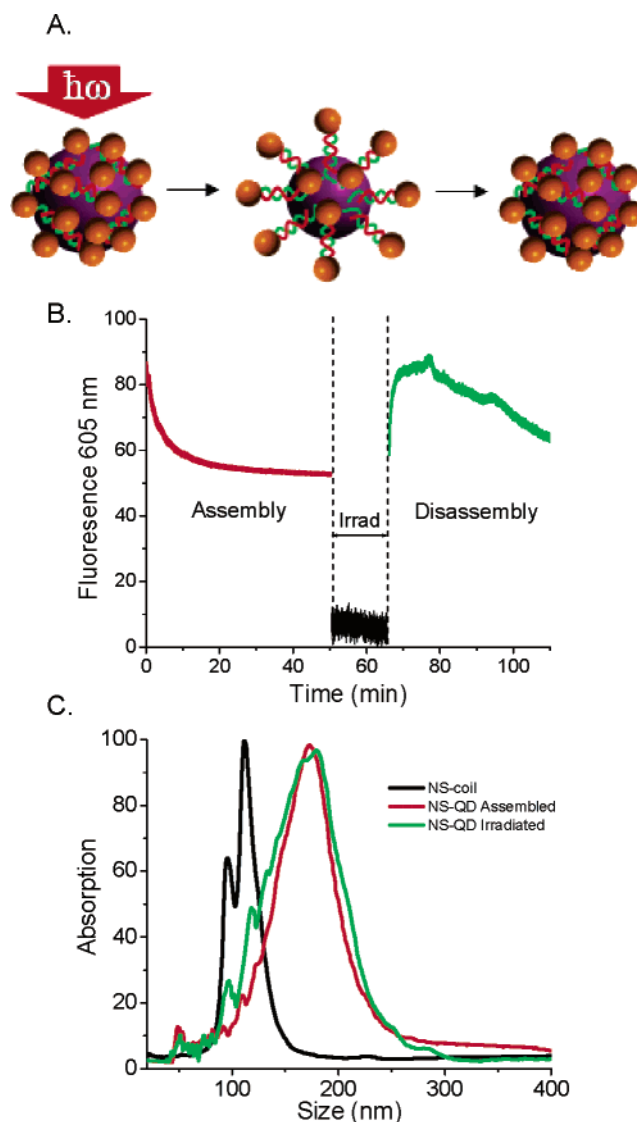 A.
ħω
B.
100
80
60
40
20
0
Fluoresence 605 nm
Assembly
Irrad
Disassembly
0 20 40 60 80 100
Time (min)
C.
100
80
60
40
20
0
Absorption
NS-coil
NS-QD Assembled
NS-QD Irradiated
100 200 300 400
Size (nm)